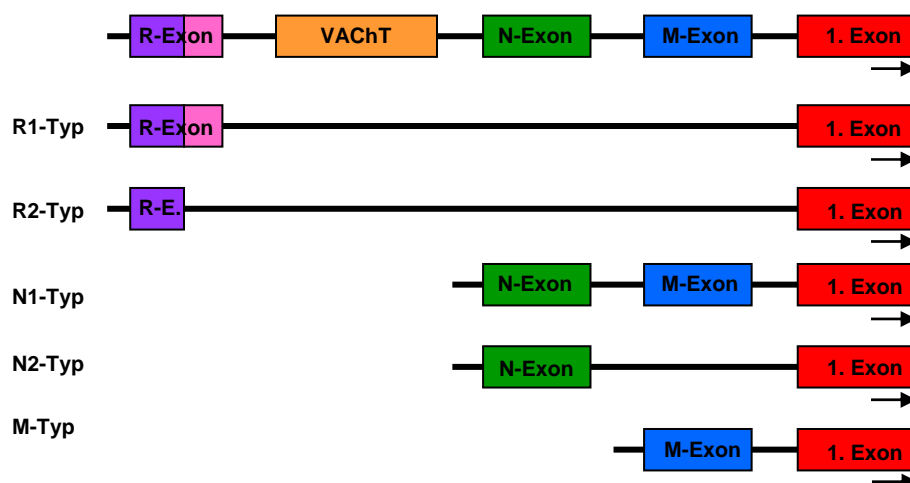 R-Exon VAChT N-Exon M-Exon 1. Exon
R1-Typ R-Exon 1. Exon
R2-Typ R-E. 1. Exon
N1-Typ N-Exon M-Exon 1. Exon
N2-Typ N-Exon 1. Exon
M-Typ M-Exon 1. Exon